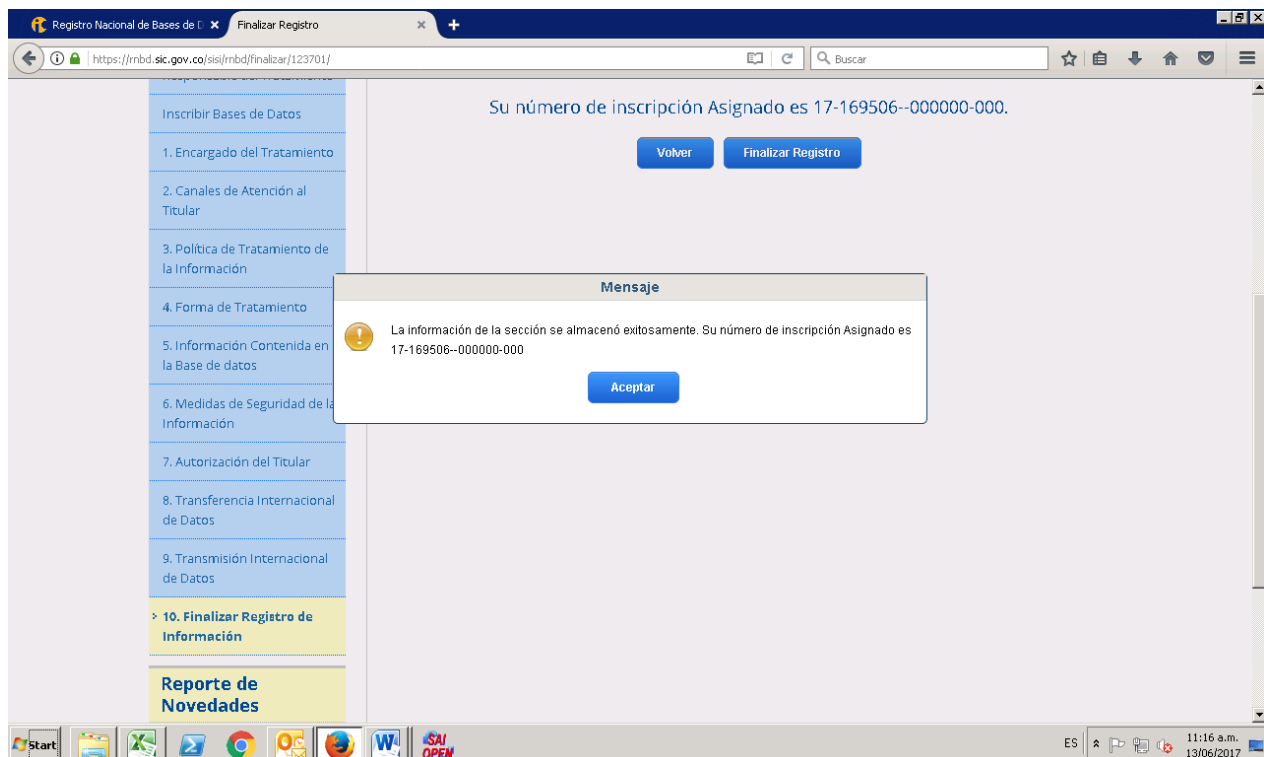 Registro Nacional de Bases de D
Finalizar Registro
https://rnbd.sic.gov.co/sisi/rnbd/finalizar/123701/
Buscar
Responsable del Tratamiento
Inscribir Bases de Datos
1. Encargado del Tratamiento
2. Canales de Atención al
Titular
3. Política de Tratamiento de
la Información
4. Forma de Tratamiento
5. Información Contenida en
la Base de datos
6. Medidas de Seguridad de la
Información
7. Autorización del Titular
8. Transferencia Internacional
de Datos
9. Transmisión Internacional
de Datos
10. Finalizar Registro de
Información
Reporte de
Novedades
Su número de inscripción Asignado es 17-169506--000000-000.
Volver
Finalizar Registro
Mensaje
La información de la sección se almacenó exitosamente. Su número de inscripción Asignado es
17-169506--000000-000
Aceptar
Start
SAI
OPEN
ES
11:16 a.m.
13/06/2017